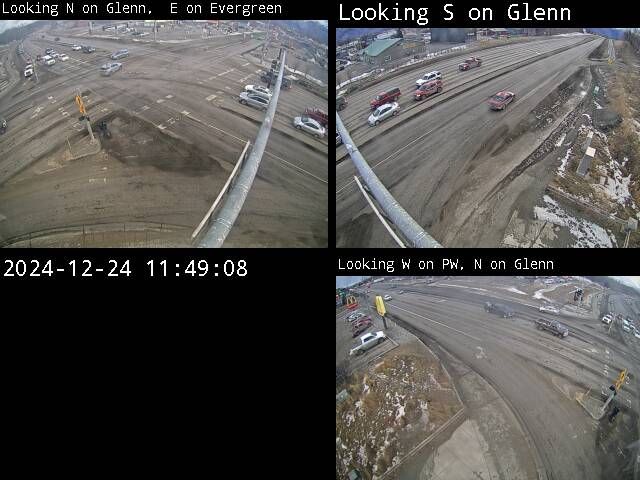 Looking N on Glenn,  E on Evergreen
Looking S on Glenn
2024-12-24 11:49:08
Looking W on PW, N on Glenn